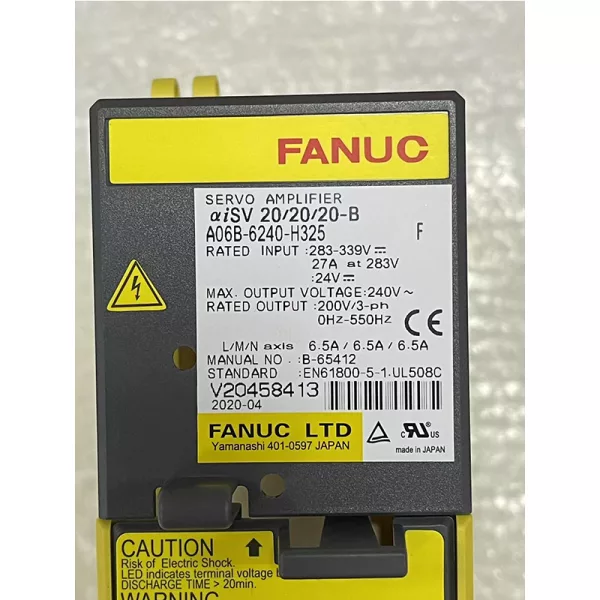 FANUC
SERVO AMPLIFIER
αiSV 20/20/20-B
A06B-6240-H325 F
RATED INPUT :283-339V⎓
27A at 283V
:24V⎓
MAX. OUTPUT VOLTAGE:240V~
RATED OUTPUT :200V/3-ph
0Hz-550Hz
CE
L/M/N axis 6.5A / 6.5A / 6.5A
MANUAL NO. :B-65412
STANDARD :EN61800-5-1,UL508C
V20458413
2020-04
FANUC LTD
Yamanashi 401-0597 JAPAN
c RU US
made in JAPAN
CAUTION
Risk of Electric Shock.
LED indicates terminal voltage
DISCHARGE TIME > 20min.
WARNING